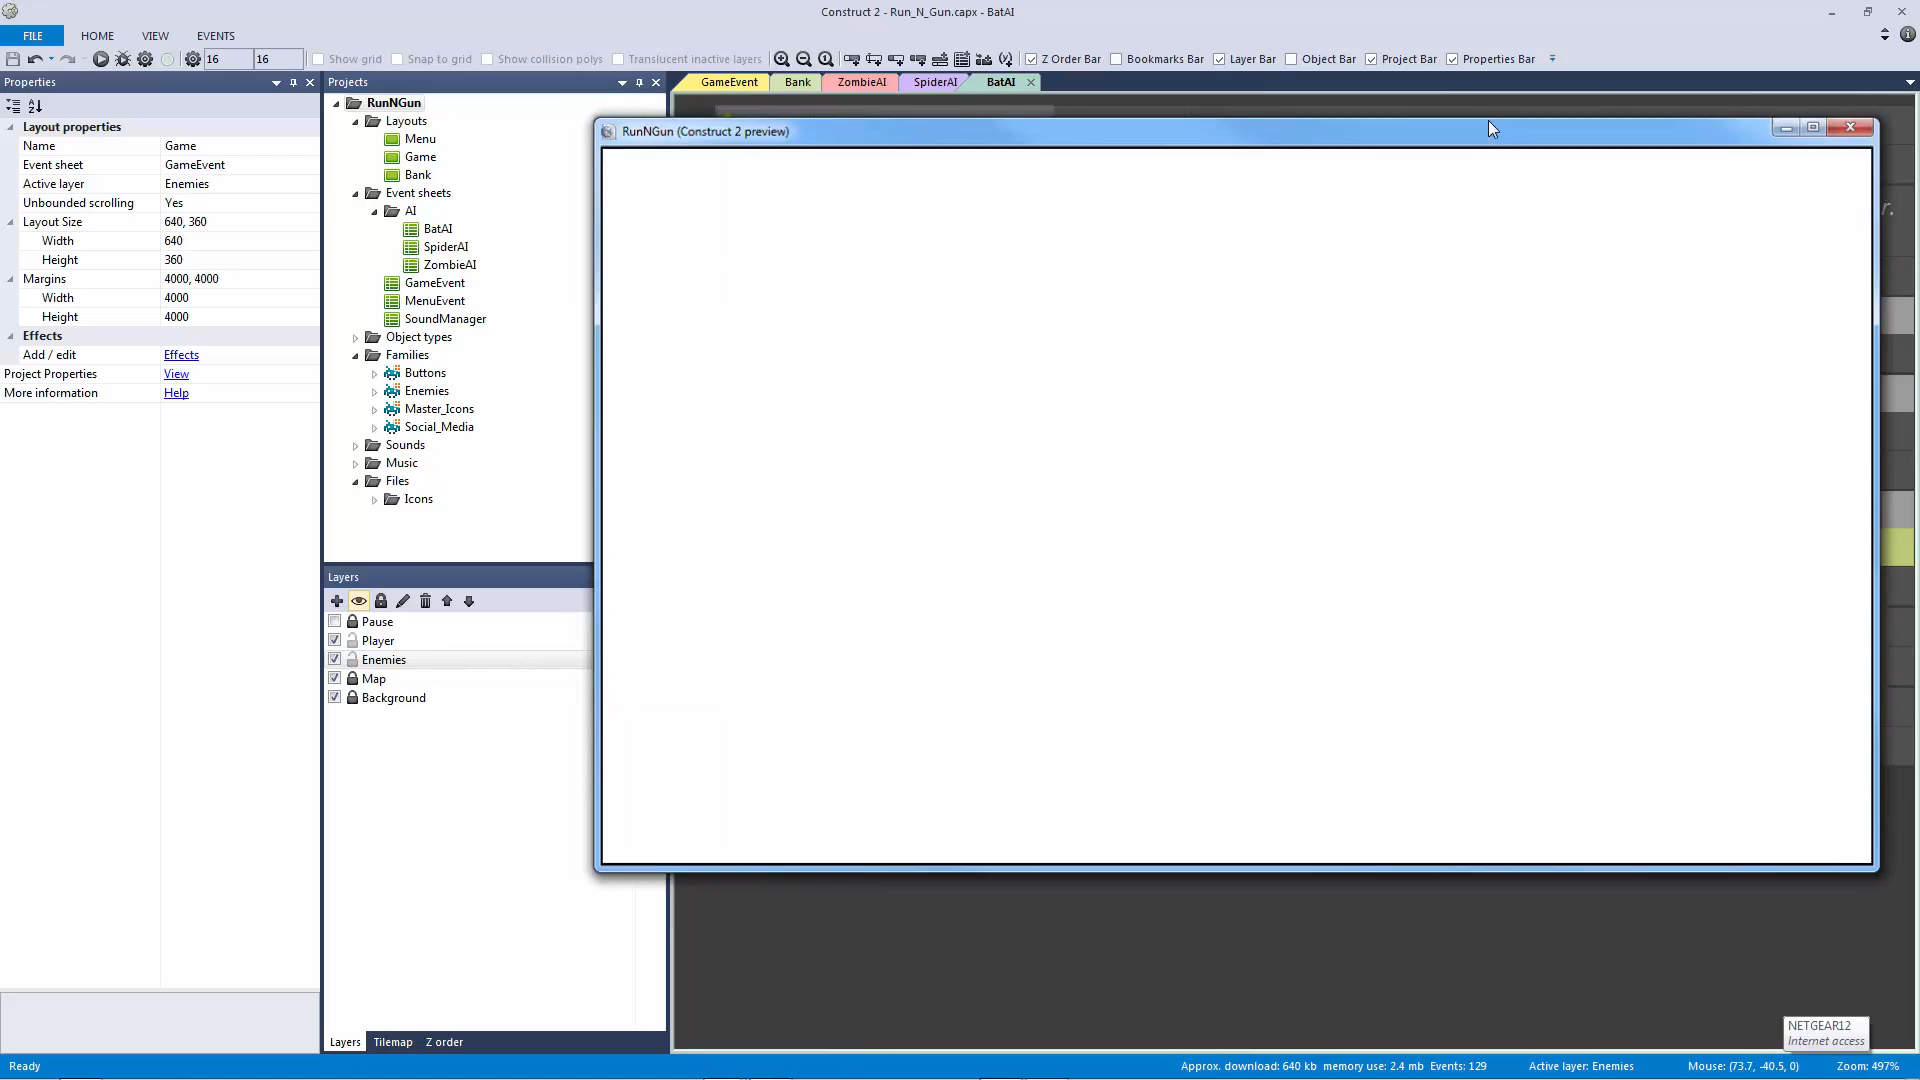 Construct 2 - Run_N_Gun.capx - BatAI
FILE HOME VIEW EVENTS
16 16 Show grid Snap to grid Show collision polys Translucent inactive layers Z Order Bar Bookmarks Bar Layer Bar Object Bar Project Bar Properties Bar
Properties
Layout properties
Name Game
Event sheet GameEvent
Active layer Enemies
Unbounded scrolling Yes
Layout Size 640, 360
Width 640
Height 360
Margins 4000, 4000
Width 4000
Height 4000
Effects
Add / edit Effects
Project Properties View
More information Help
Projects
RunNGun
Layouts
Menu
Game
Bank
Event sheets
AI
BatAI
SpiderAI
ZombieAI
GameEvent
MenuEvent
SoundManager
Object types
Families
Buttons
Enemies
Master_Icons
Social_Media
Sounds
Music
Files
Icons
Layers
Pause
Player
Enemies
Map
Background
Layers Tilemap Z order
GameEvent Bank ZombieAI SpiderAI BatAI
RunNGun (Construct 2 preview)
r.
NETGEAR12
Internet access
Ready
Approx. download: 640 kb memory use: 2.4 mb Events: 129 Active layer: Enemies Mouse: (73.7, -40.5, 0) Zoom: 497%